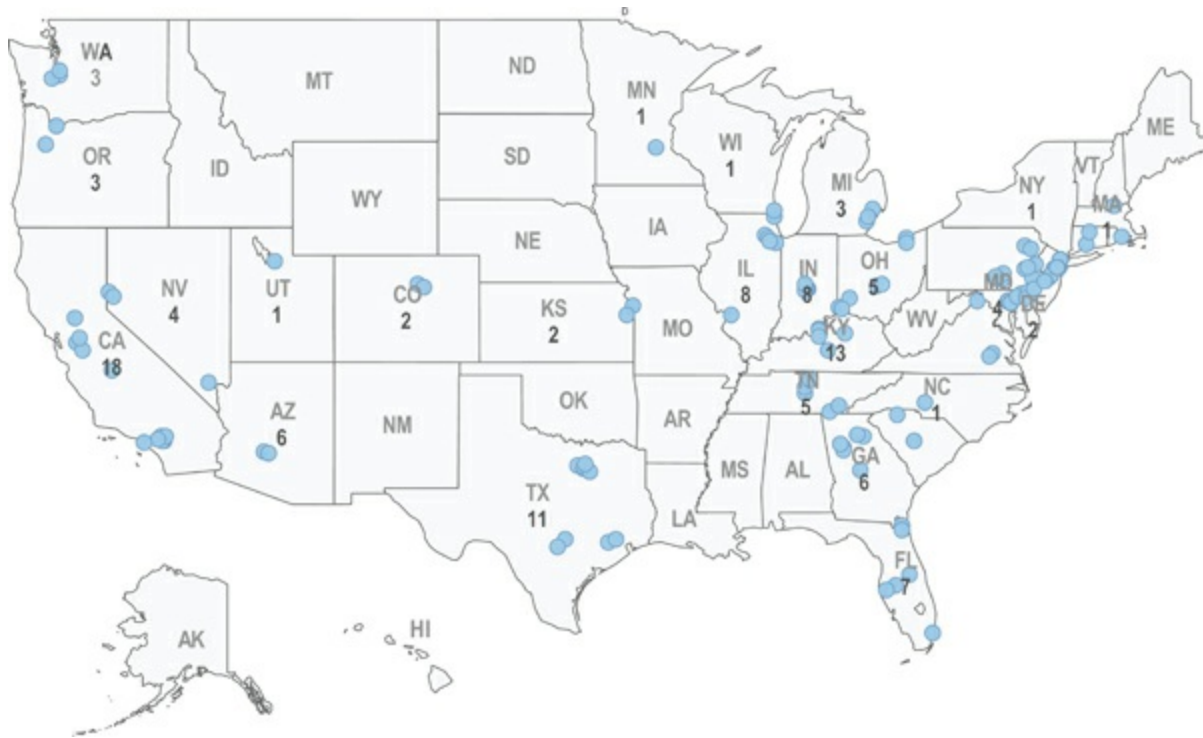 WA
3
MT
ND
MN
1
OR
3
ID
SD
WI
1
MI
3
NY
1
VT
ME
MA
1
WY
IA
NE
NV
4
UT
1
CO
2
KS
2
IL
8
IN
8
OH
5
MD
4
DE
2
CA
18
MO
KY
13
WV
AZ
6
NM
OK
AR
TN
5
NC
1
MS
AL
GA
6
TX
11
LA
FL
7
AK
HI